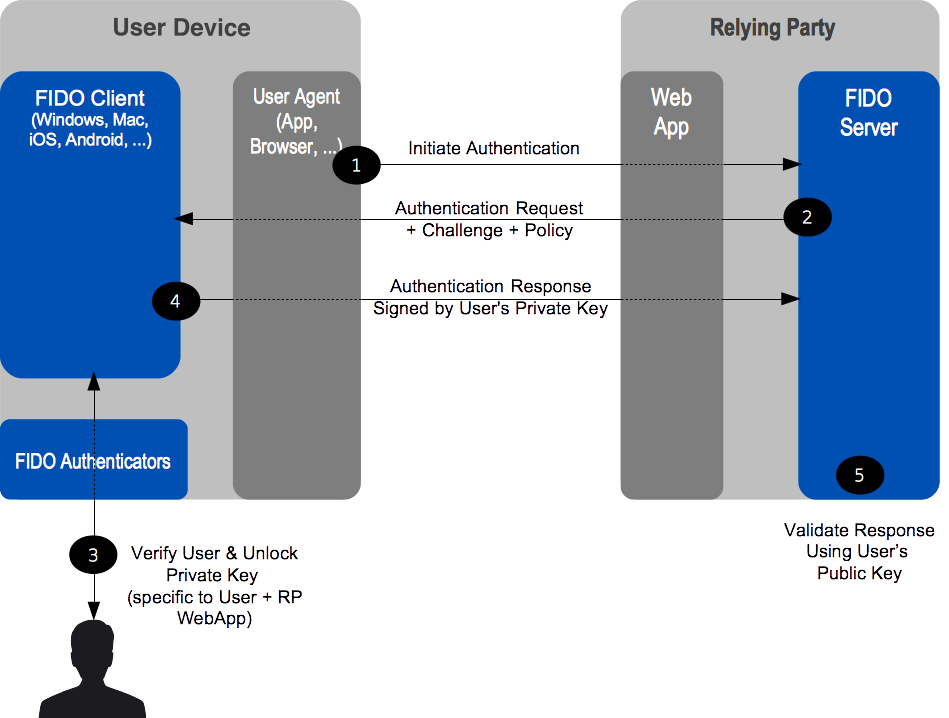 User Device
Relying Party
FIDO Client
(Windows, Mac,
iOS, Android, ...)
User Agent
(App,
Browser, ...)
Web
App
FIDO
Server
1
Initiate Authentication
Authentication Request
+ Challenge + Policy
2
4
Authentication Response
Signed by User's Private Key
FIDO Authenticators
5
Validate Response
Using User’s
Public Key
3
Verify User & Unlock
Private Key
(specific to User + RP
WebApp)